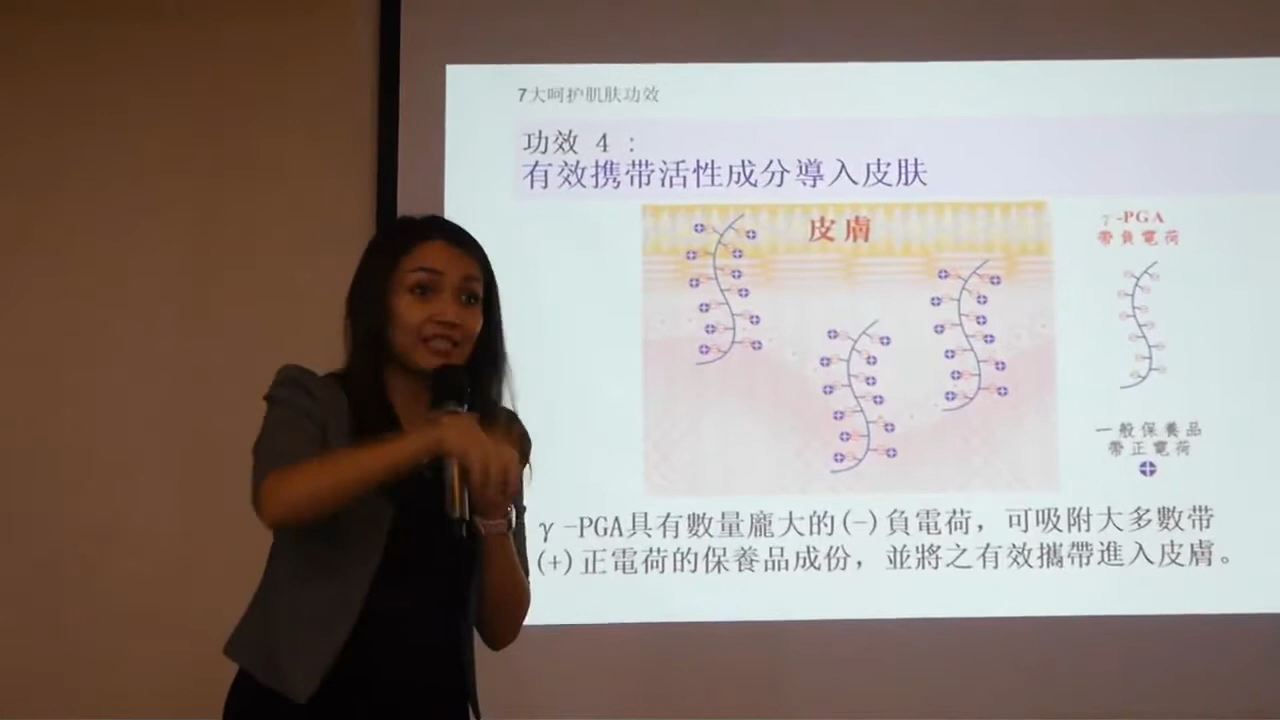 7大呵护肌肤功效
功效 4 :
有效携带活性成分導入皮肤
皮膚
γ-PGA
帶負電荷
一般保養品
帶正電荷
γ-PGA具有數量龐大的(-)負電荷，可吸附大多數带
(+)正電荷的保養品成份，並將之有效攜帶進入皮膚。